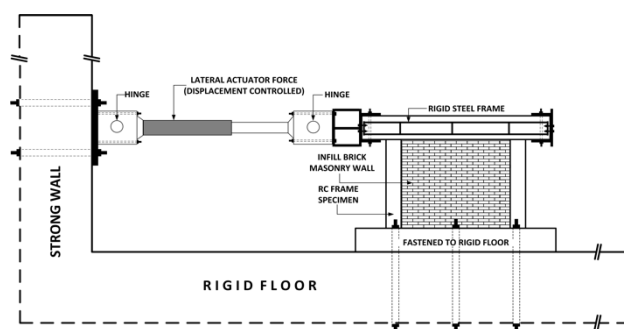 LATERAL ACTUATOR FORCE
(DISPLACEMENT CONTROLLED)
HINGE
HINGE
RIGID STEEL FRAME
INFILL BRICK
MASONRY WALL
RC FRAME
SPECIMEN
STRONG WALL
FASTENED TO RIGID FLOOR
RIGID FLOOR